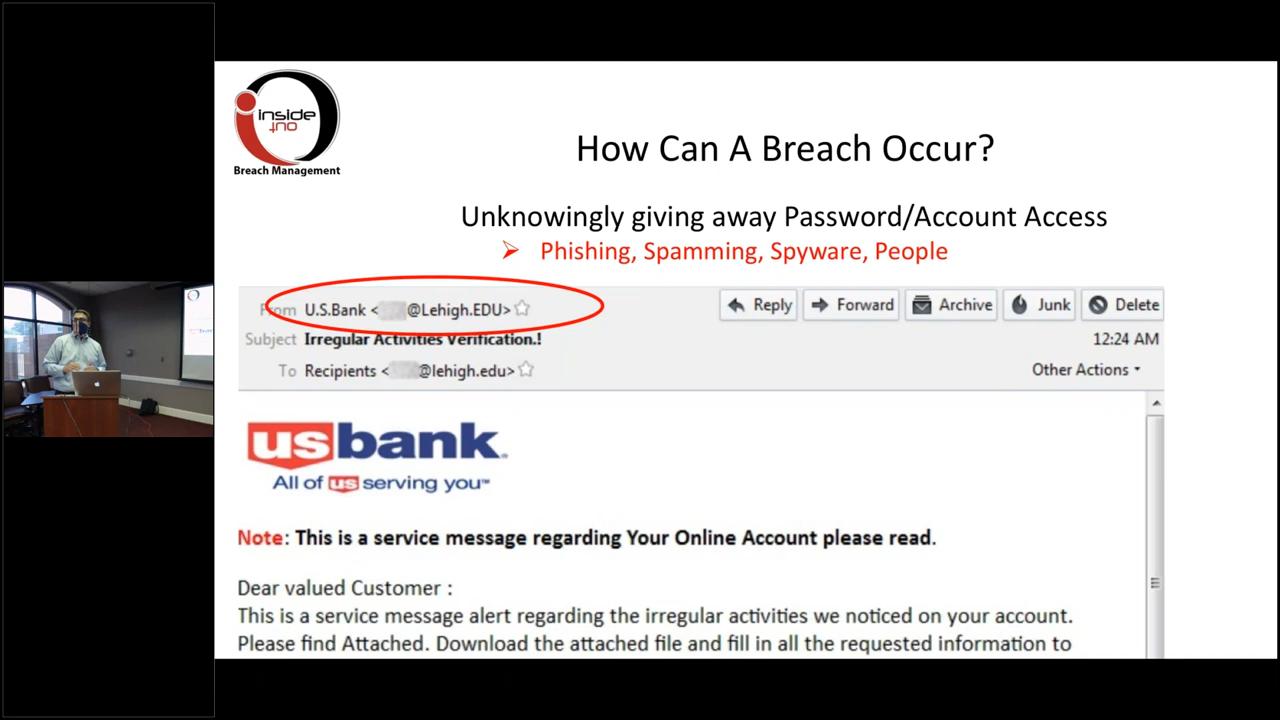 inside
out
Breach Management
How Can A Breach Occur?
Unknowingly giving away Password/Account Access
Phishing, Spamming, Spyware, People
From U.S.Bank < @Lehigh.EDU>
Reply Forward Archive Junk Delete
Subject Irregular Activities Verification.!
12:24 AM
To Recipients < @lehigh.edu>
Other Actions
usbank
All of us serving you™
Note: This is a service message regarding Your Online Account please read.
Dear valued Customer :
This is a service message alert regarding the irregular activities we noticed on your account.
Please find Attached. Download the attached file and fill in all the requested information to